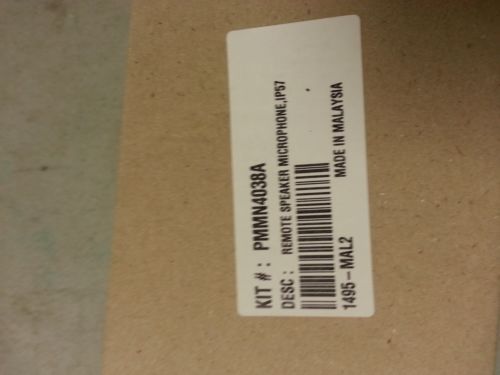 KIT # : PMMN4038A
DESC : REMOTE SPEAKER MICROPHONE,IP57
MADE IN MALAYSIA
1495-MAL2